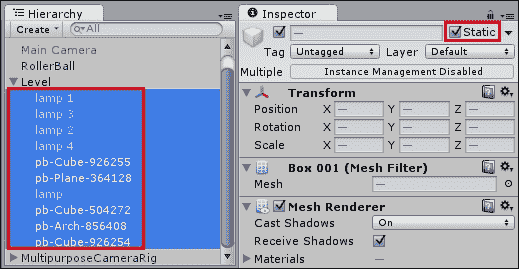 Hierarchy
Create
All
Main Camera
RollerBall
Level
lamp 1
lamp 3
lamp 2
lamp 4
pb-Cube-926255
pb-Plane-364128
lamp
pb-Cube-504272
pb-Arch-856408
pb-Cube-926254
MultipurposeCameraRig
Inspector
— Static
Tag Untagged Layer Default
Multiple Instance Management Disabled
Transform
Position X — Y — Z —
Rotation X — Y — Z —
Scale X — Y — Z —
Box 001 (Mesh Filter)
Mesh —
Mesh Renderer
Cast Shadows On
Receive Shadows
Materials